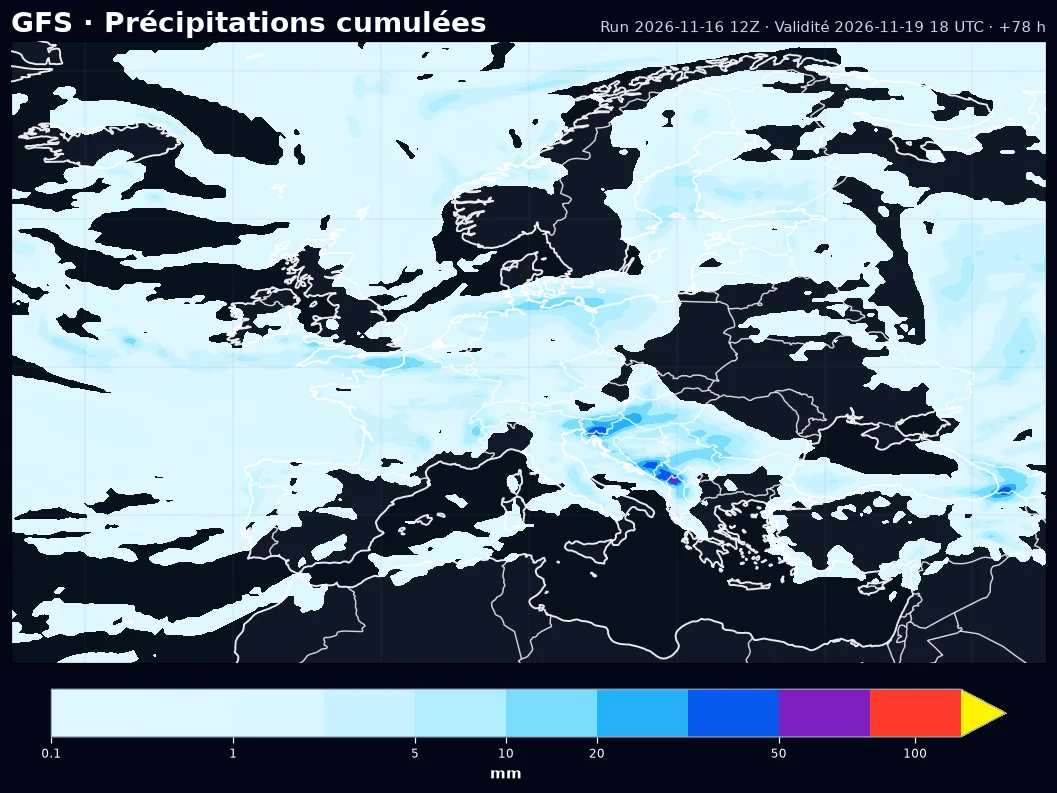 GFS · Précipitations cumulées
Run 2026-11-16 12Z · Validité 2026-11-19 18 UTC · +78 h
0.1 1 5 10 20 50 100
mm